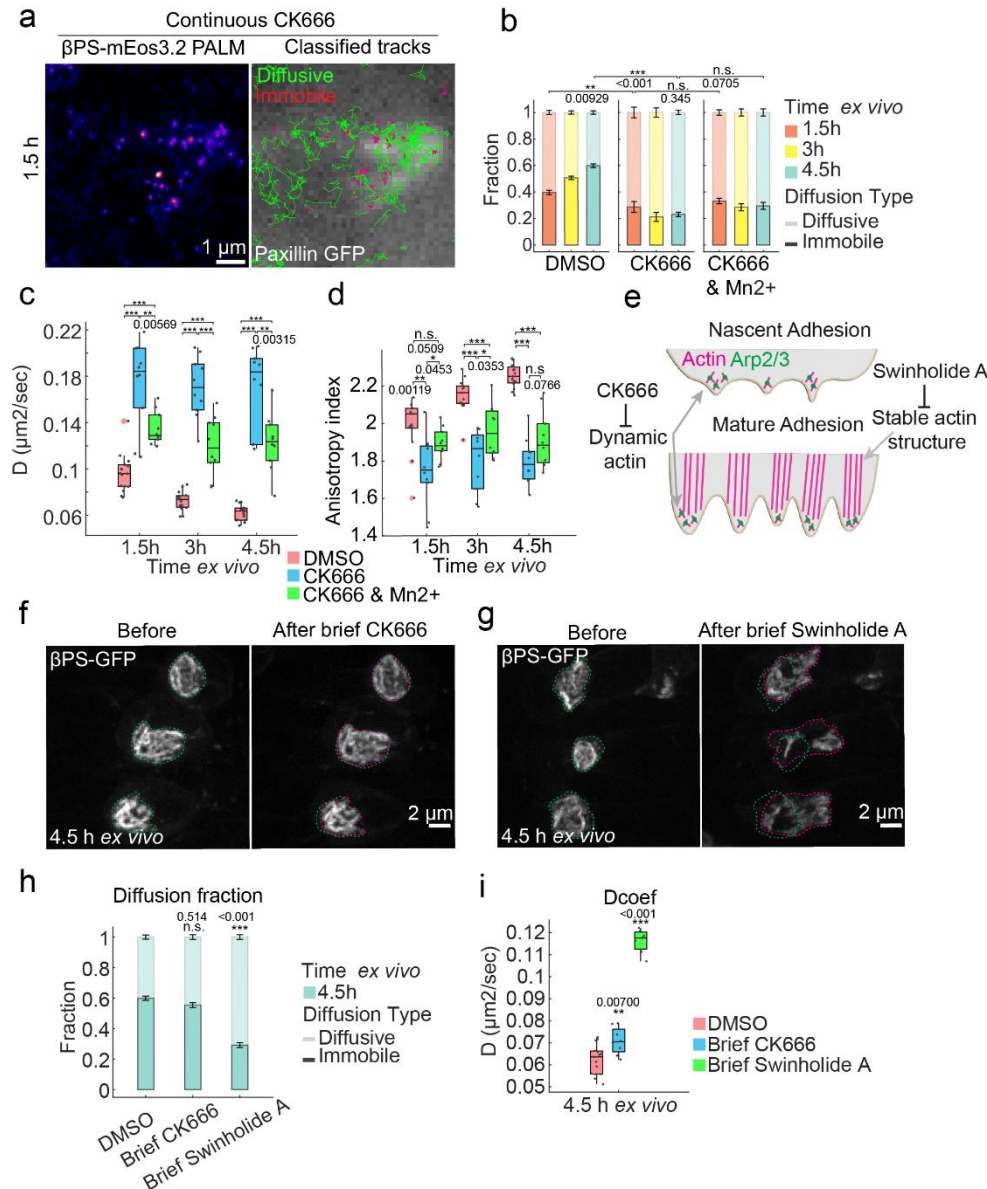 a
Continuous CK666
βPS-mEos3.2 PALM
Classified tracks
1.5 h
1 μm
Diffusive
Immobile
Paxillin GFP
b
n.s.
*** 0.0705
<0.001 n.s.
** 0.345
0.00929
Fraction
1
0.8
0.6
0.4
0.2
0
DMSO
CK666
CK666
& Mn2+
Time ex vivo
1.5h
3h
4.5h
Diffusion Type
Diffusive
Immobile
c
D (μm2/sec)
0.22
0.18
0.14
0.1
0.06
***
*** **
0.00569
***
*** ***
***
*** **
0.00315
1.5h
3h
4.5h
Time ex vivo
d
Anisotropy index
2.2
2
1.8
1.6
1.4
n.s.
0.0509
*
0.0453
**
0.00119
***
*** *
0.0353
***
***
n.s
0.0766
1.5h
3h
4.5h
Time ex vivo
DMSO
CK666
CK666 & Mn2+
e
Nascent Adhesion
Actin Arp2/3
CK666
Dynamic
actin
Swinholide A
Stable actin
structure
Mature Adhesion
f
Before
After brief CK666
βPS-GFP
4.5 h ex vivo
2 μm
g
Before
After brief Swinholide A
βPS-GFP
4.5 h ex vivo
2 μm
h
Diffusion fraction
0.514
n.s.
<0.001
***
Fraction
1
0.8
0.6
0.4
0.2
0
DMSO
Brief CK666
Brief Swinholide A
Time ex vivo
4.5h
Diffusion Type
Diffusive
Immobile
i
Dcoef
D (μm2/sec)
0.12
0.11
0.10
0.09
0.08
0.07
0.06
0.05
<0.001
***
0.00700
**
4.5 h ex vivo
DMSO
Brief CK666
Brief Swinholide A